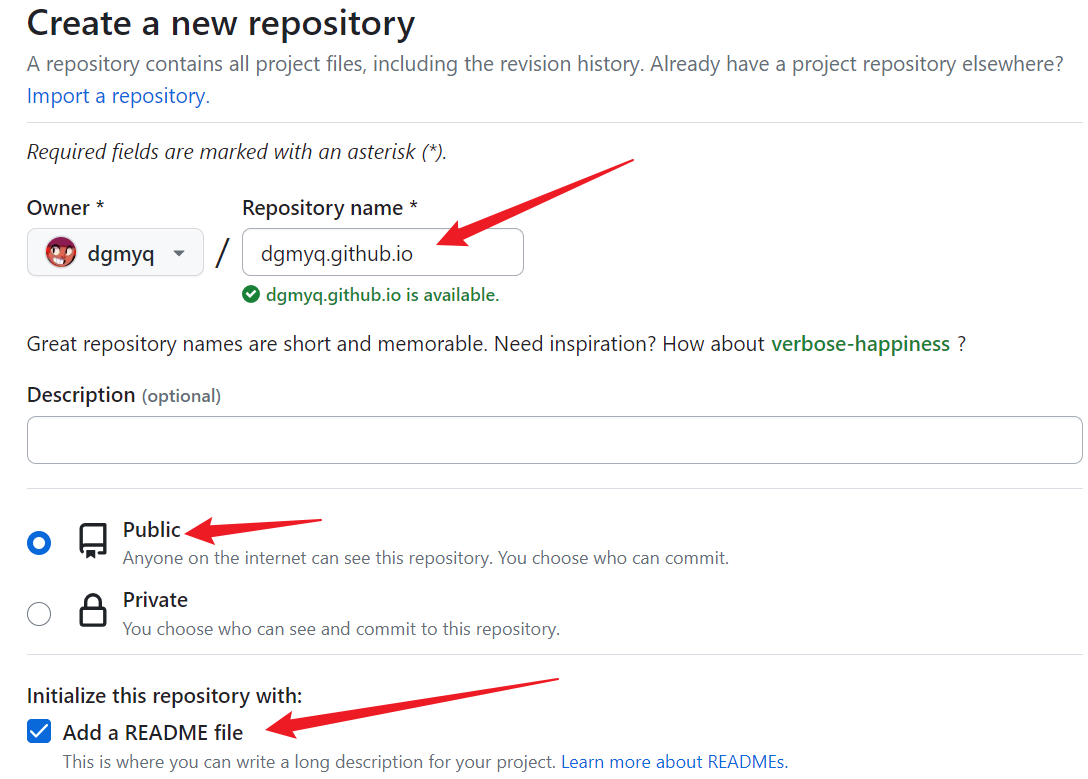 Create a new repository
A repository contains all project files, including the revision history. Already have a project repository elsewhere?
Import a repository.
Required fields are marked with an asterisk (*).
Owner *
Repository name *
dgmyq
/
dgmyq.github.io
dgmyq.github.io is available.
Great repository names are short and memorable. Need inspiration? How about verbose-happiness ?
Description (optional)
Public
Anyone on the internet can see this repository. You choose who can commit.
Private
You choose who can see and commit to this repository.
Initialize this repository with:
Add a README file
This is where you can write a long description for your project. Learn more about READMEs.